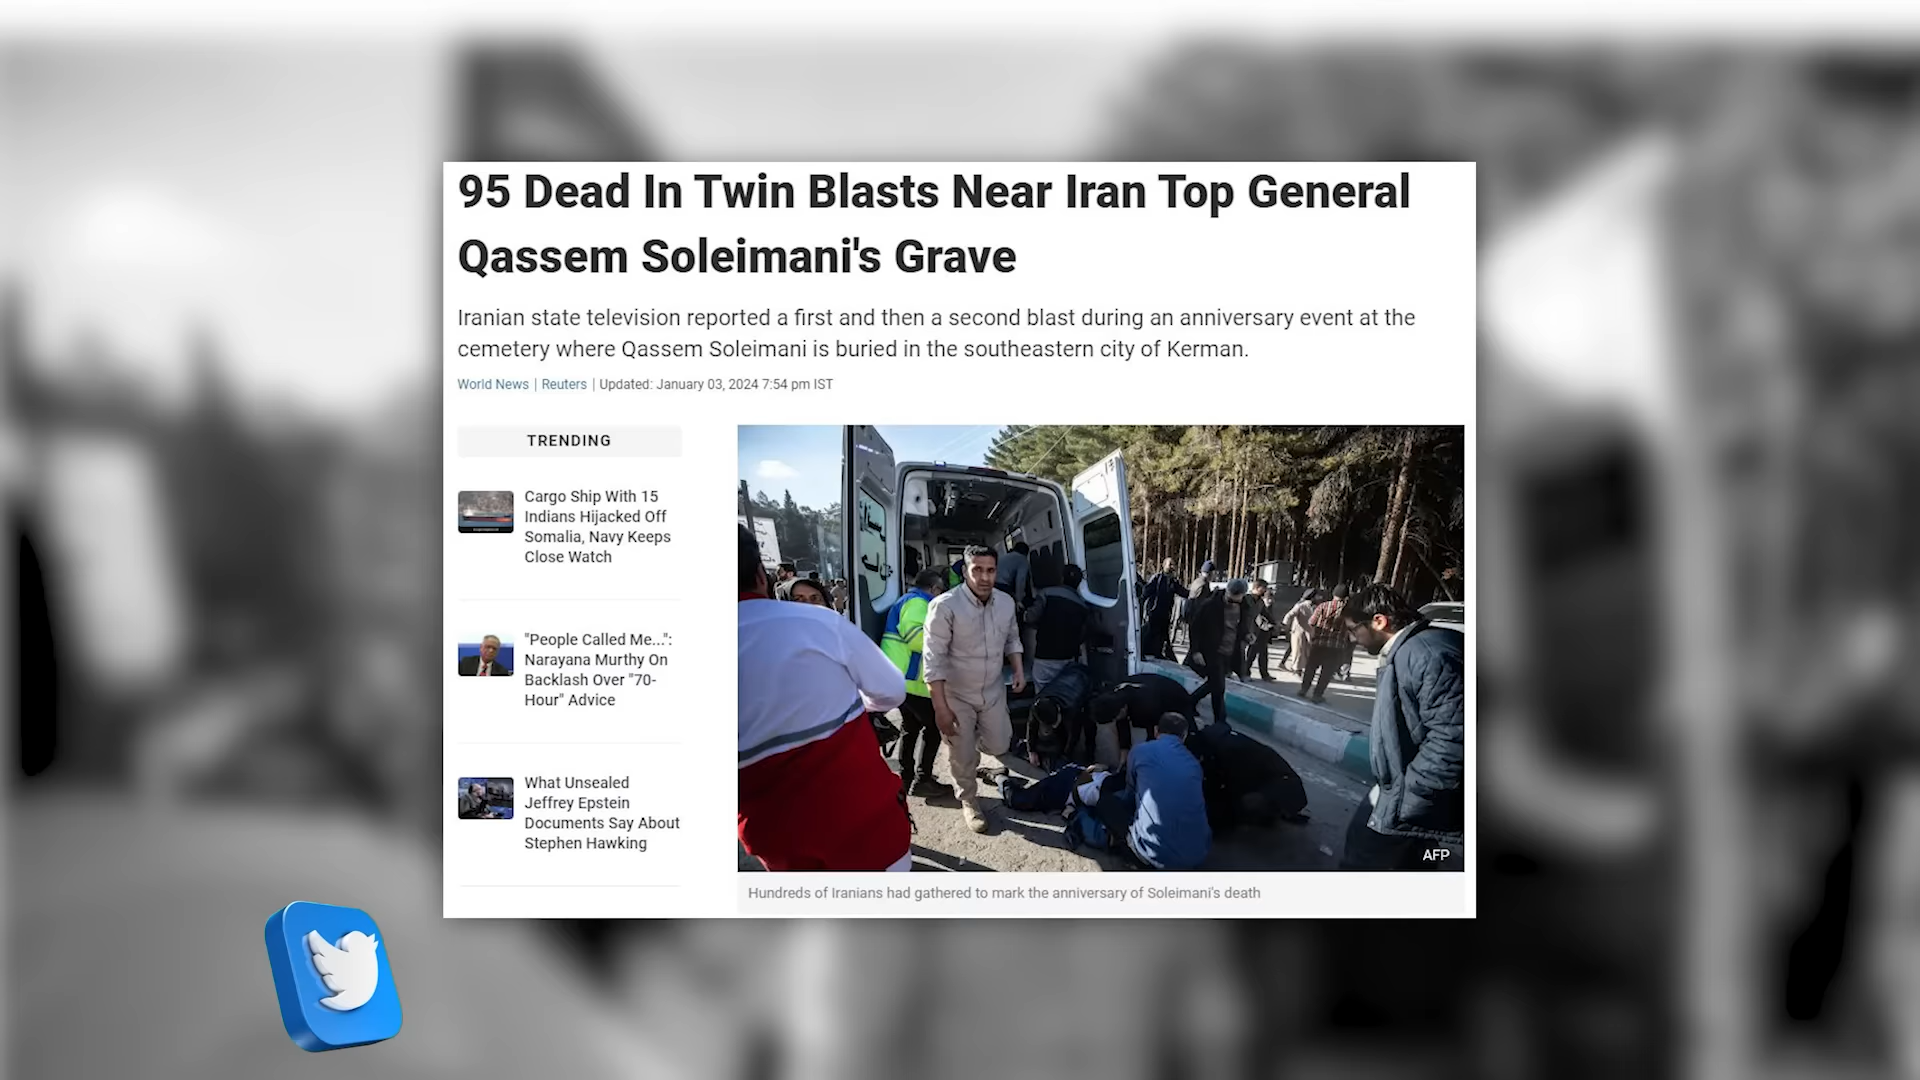 95 Dead In Twin Blasts Near Iran Top General
Qassem Soleimani's Grave
Iranian state television reported a first and then a second blast during an anniversary event at the
cemetery where Qassem Soleimani is buried in the southeastern city of Kerman.
World News | Reuters | Updated: January 03, 2024 7:54 pm IST
TRENDING
Cargo Ship With 15
Indians Hijacked Off
Somalia, Navy Keeps
Close Watch
"People Called Me...":
Narayana Murthy On
Backlash Over "70-
Hour" Advice
What Unsealed
Jeffrey Epstein
Documents Say About
Stephen Hawking
AFP
Hundreds of Iranians had gathered to mark the anniversary of Soleimani's death